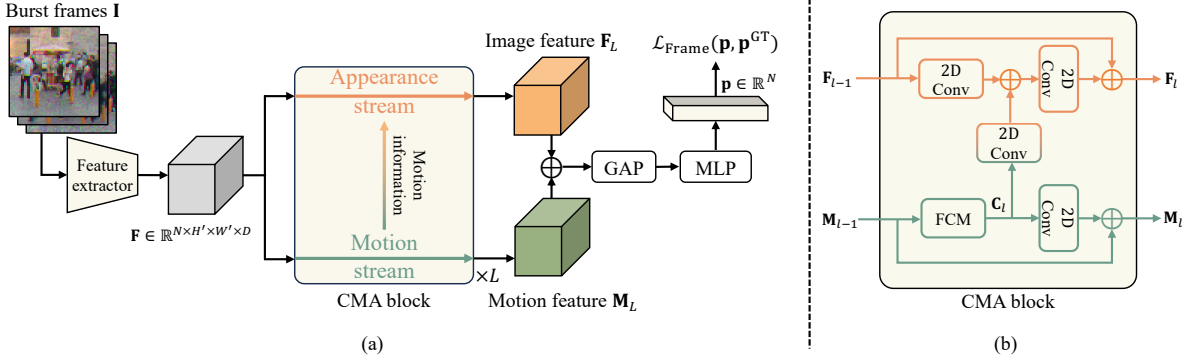 Burst frames I
Feature
extractor
F ∈ ℝ^{N×H′×W′×D}
Appearance
stream
Motion
information
Motion
stream
×L
CMA block
Image feature F_L
Motion feature M_L
GAP
MLP
ℒ_Frame(p, p^GT)
p ∈ ℝ^N
(a)
F_{l−1}
2D
Conv
2D
Conv
F_l
2D
Conv
M_{l−1}
FCM
C_l
2D
Conv
M_l
CMA block
(b)